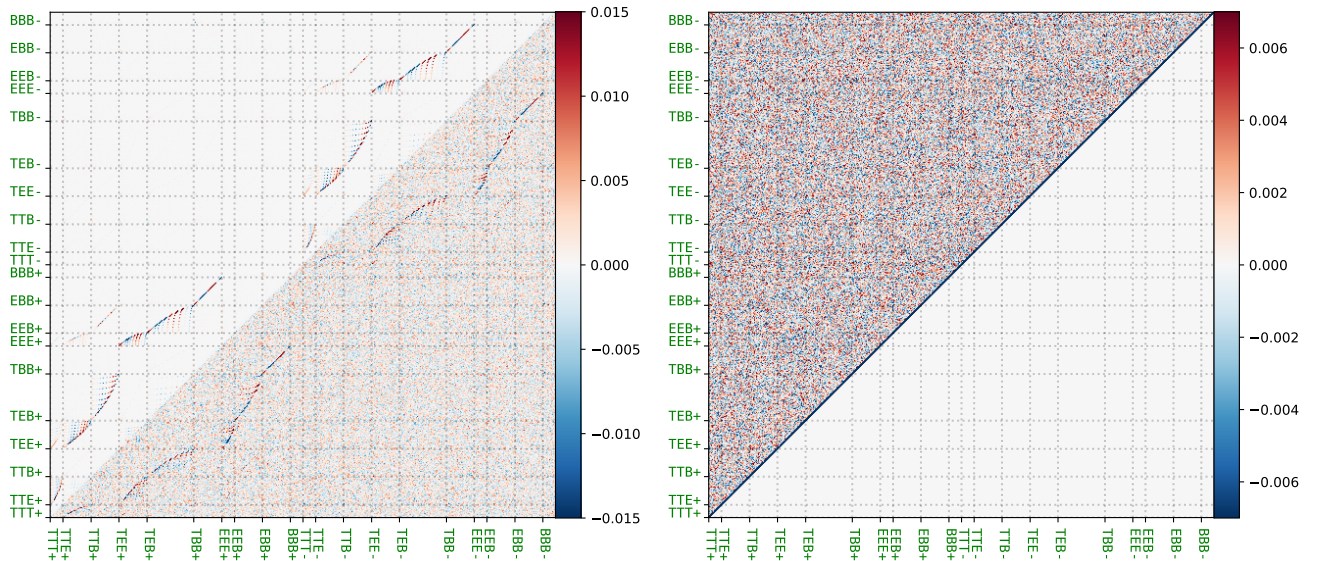 BBB-
EBB-
EEB-
EEE-
TBB-
TEB-
TEE-
TTB-
TTE-
TTT-
BBB+
EBB+
EEB+
EEE+
TBB+
TEB+
TEE+
TTB+
TTE+
TTT+
TTT+
TTE+
TTB+
TEE+
TEB+
TBB+
EEE+
EEB+
EBB+
BBB+
TTT-
TTE-
TTB-
TEE-
TEB-
TBB-
EEE-
EEB-
EBB-
BBB-
0.015
0.010
0.005
0.000
−0.005
−0.010
−0.015
BBB-
EBB-
EEB-
EEE-
TBB-
TEB-
TEE-
TTB-
TTE-
TTT-
BBB+
EBB+
EEB+
EEE+
TBB+
TEB+
TEE+
TTB+
TTE+
TTT+
TTT+
TTE+
TTB+
TEE+
TEB+
TBB+
EEE+
EEB+
EBB+
BBB+
TTT-
TTE-
TTB-
TEE-
TEB-
TBB-
EEE-
EEB-
EBB-
BBB-
0.006
0.004
0.002
0.000
−0.002
−0.004
−0.006